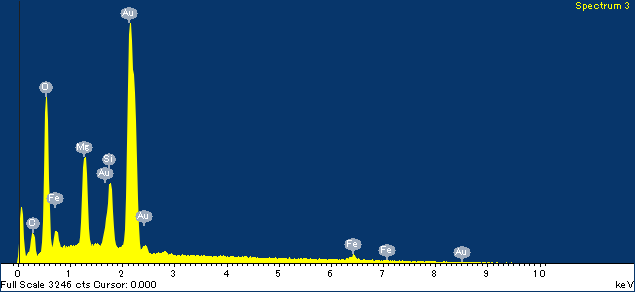 Spectrum 3
Au
O
Mg
Si
Au
Fe
Au
Fe
Fe
Au
0 1 2 3 4 5 6 7 8 9 10
Full Scale 3246 cts Cursor: 0.000 keV